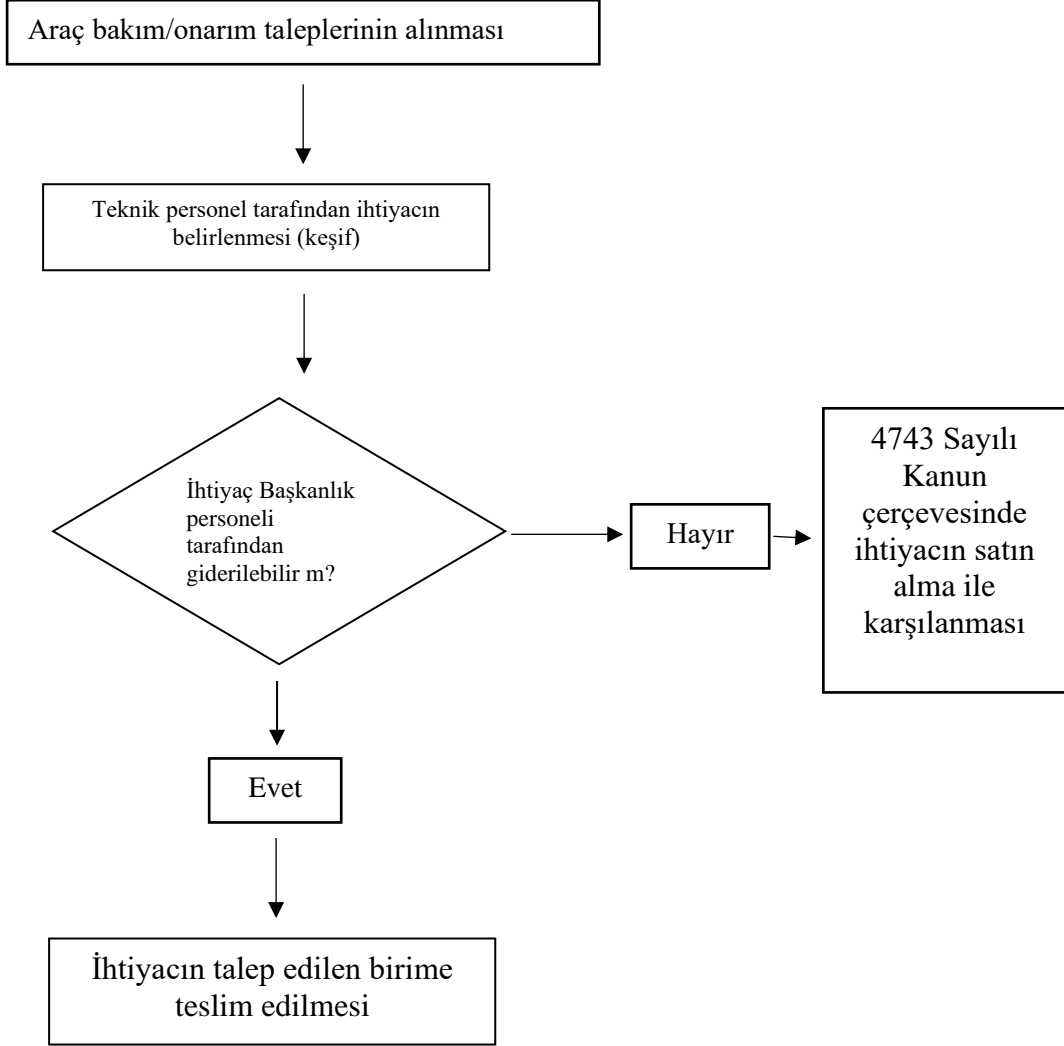 Araç bakım/onarım taleplerinin alınması
Teknik personel tarafından ihtiyacın
belirlenmesi (keşif)
İhtiyaç Başkanlık
personeli
tarafından
giderilebilir m?
Hayır
4743 Sayılı
Kanun
çerçevesinde
ihtiyacın satın
alma ile
karşılanması
Evet
İhtiyacın talep edilen birime
teslim edilmesi